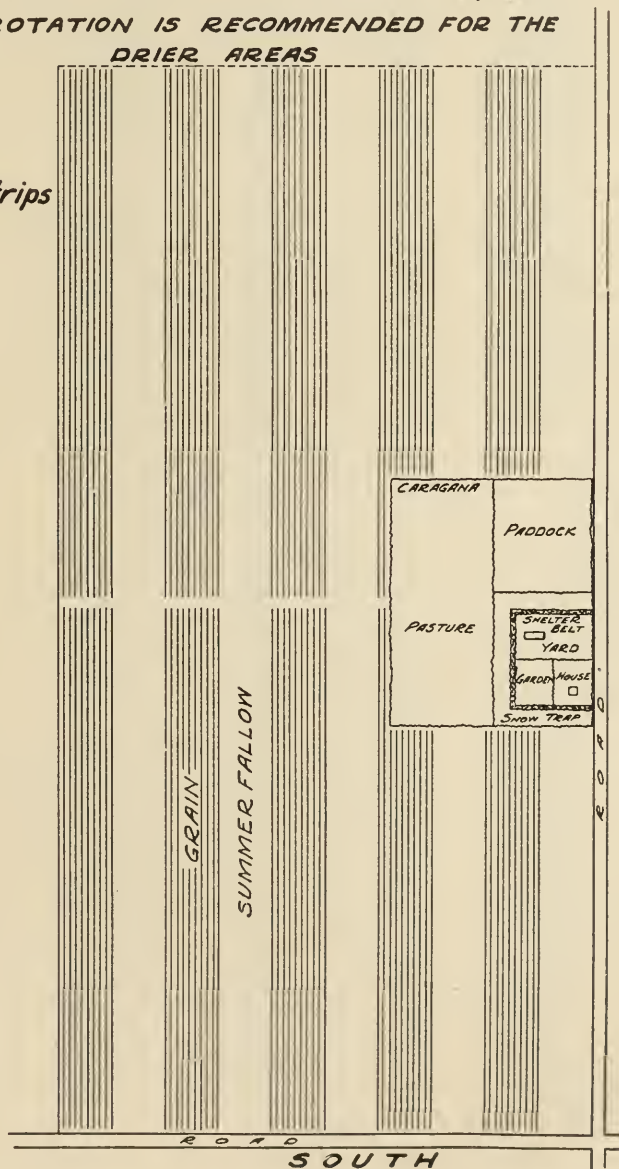 ROTATION IS RECOMMENDED FOR THE
DRIER AREAS
trips
CARAGANA
PADDOCK
PASTURE
SHELTER
BELT
YARD
GARDEN HOUSE
SNOW TRAP
ROAD
GRAIN
SUMMER FALLOW
ROAD
SOUTH